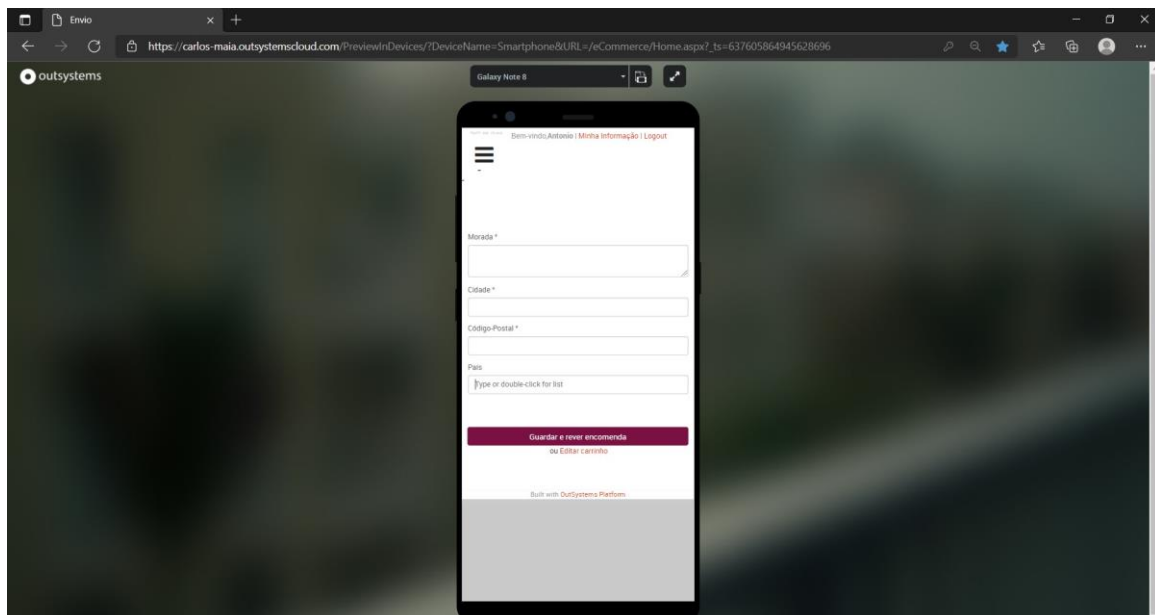 Envio
https://carlos-maia.outsystemscloud.com/PreviewInDevices/?DeviceName=Smartphone&URL=/eCommerce/Home.aspx?_ts=637605864945628696
outsystems
Galaxy Note 8
Bem-vindo,Antonio | Minha Informação | Logout
Morada *
Cidade *
Código-Postal *
País
Type or double-click for list
Guardar e rever encomenda
ou Editar carrinho
Built with OutSystems Platform